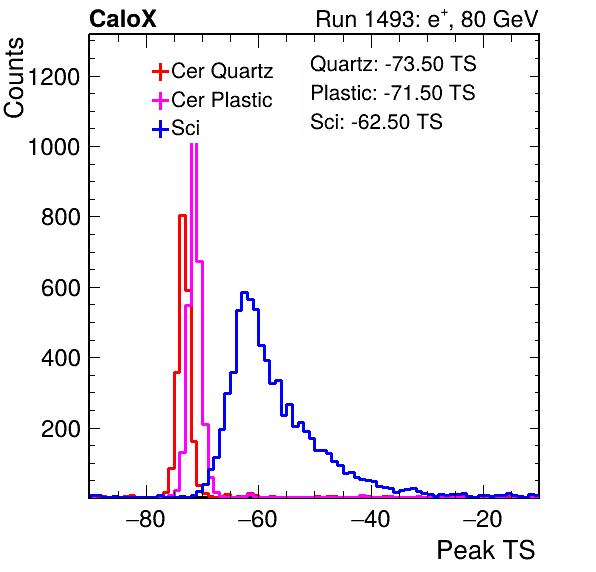 CaloX
Run 1493: e+, 80 GeV
Counts
1200
1000
800
600
400
200
Cer Quartz
Cer Plastic
Sci
Quartz: -73.50 TS
Plastic: -71.50 TS
Sci: -62.50 TS
−80
−60
−40
−20
Peak TS